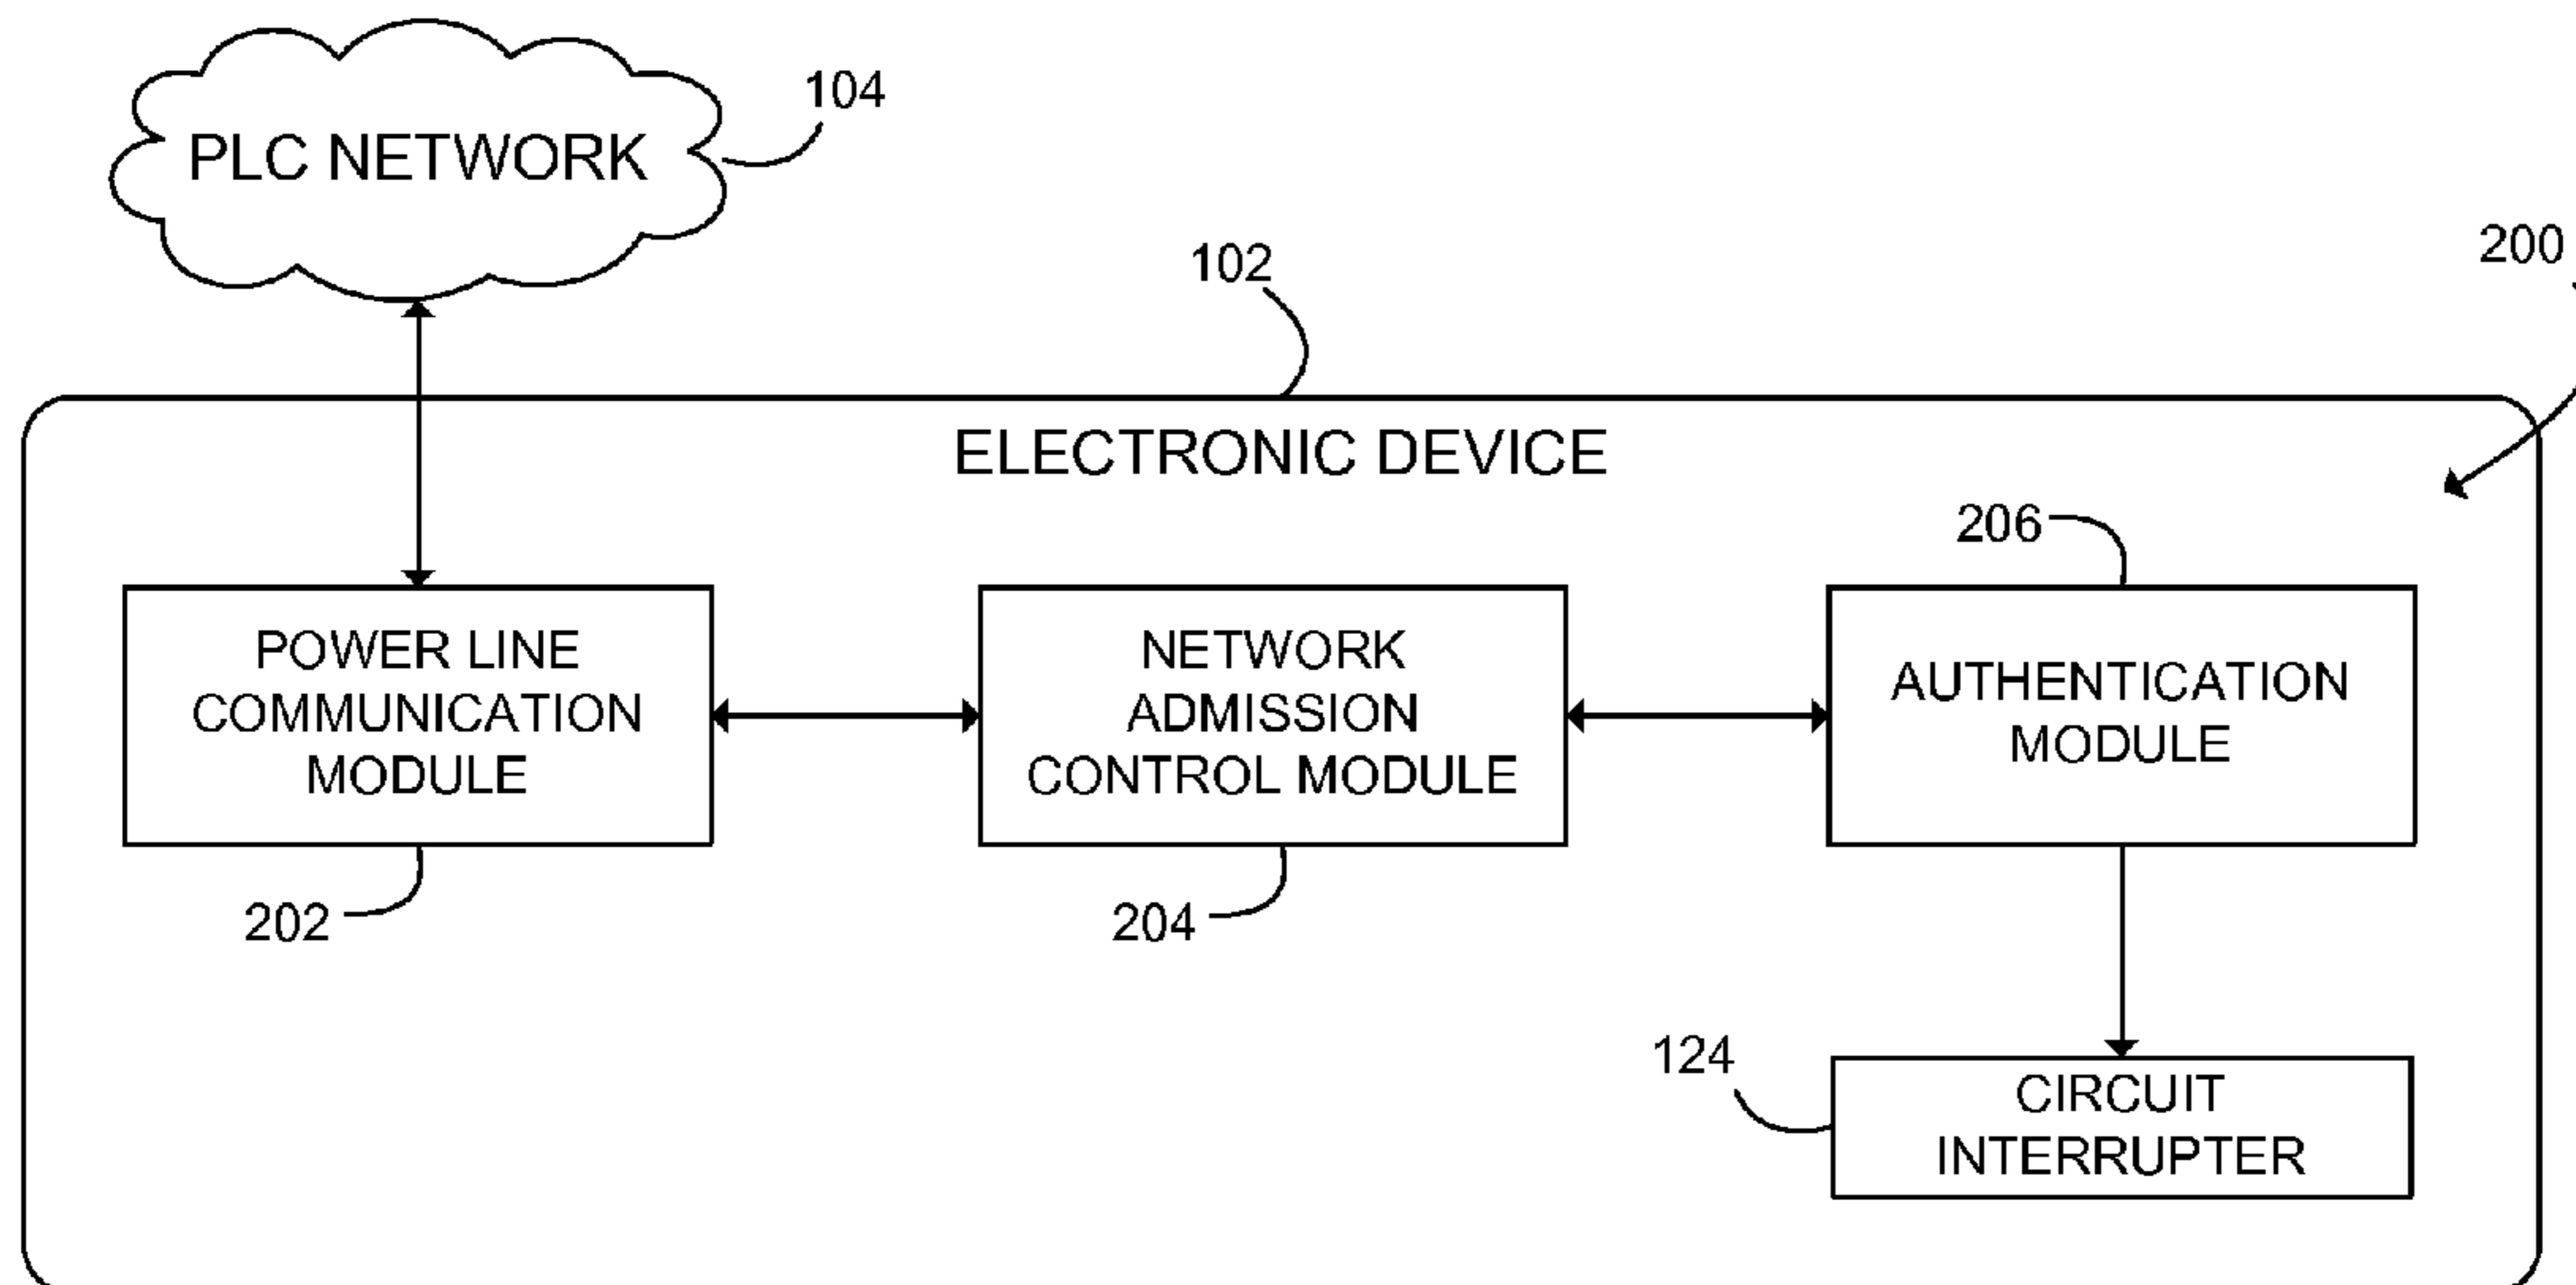 104
PLC NETWORK
200
102
ELECTRONIC DEVICE
206
POWER LINE
COMMUNICATION
MODULE
NETWORK
ADMISSION
CONTROL MODULE
AUTHENTICATION
MODULE
202
204
124
CIRCUIT
INTERRUPTER